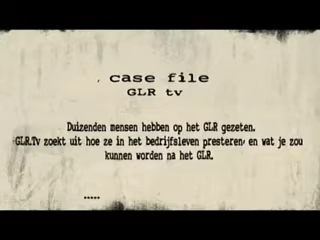 case file
GLR tv
Duizenden mensen hebben op het GLR gezeten.
GLR.Tv zoekt uit hoe ze in het bedrijfsleven presteren, en wat je zou
kunnen worden na het GLR.